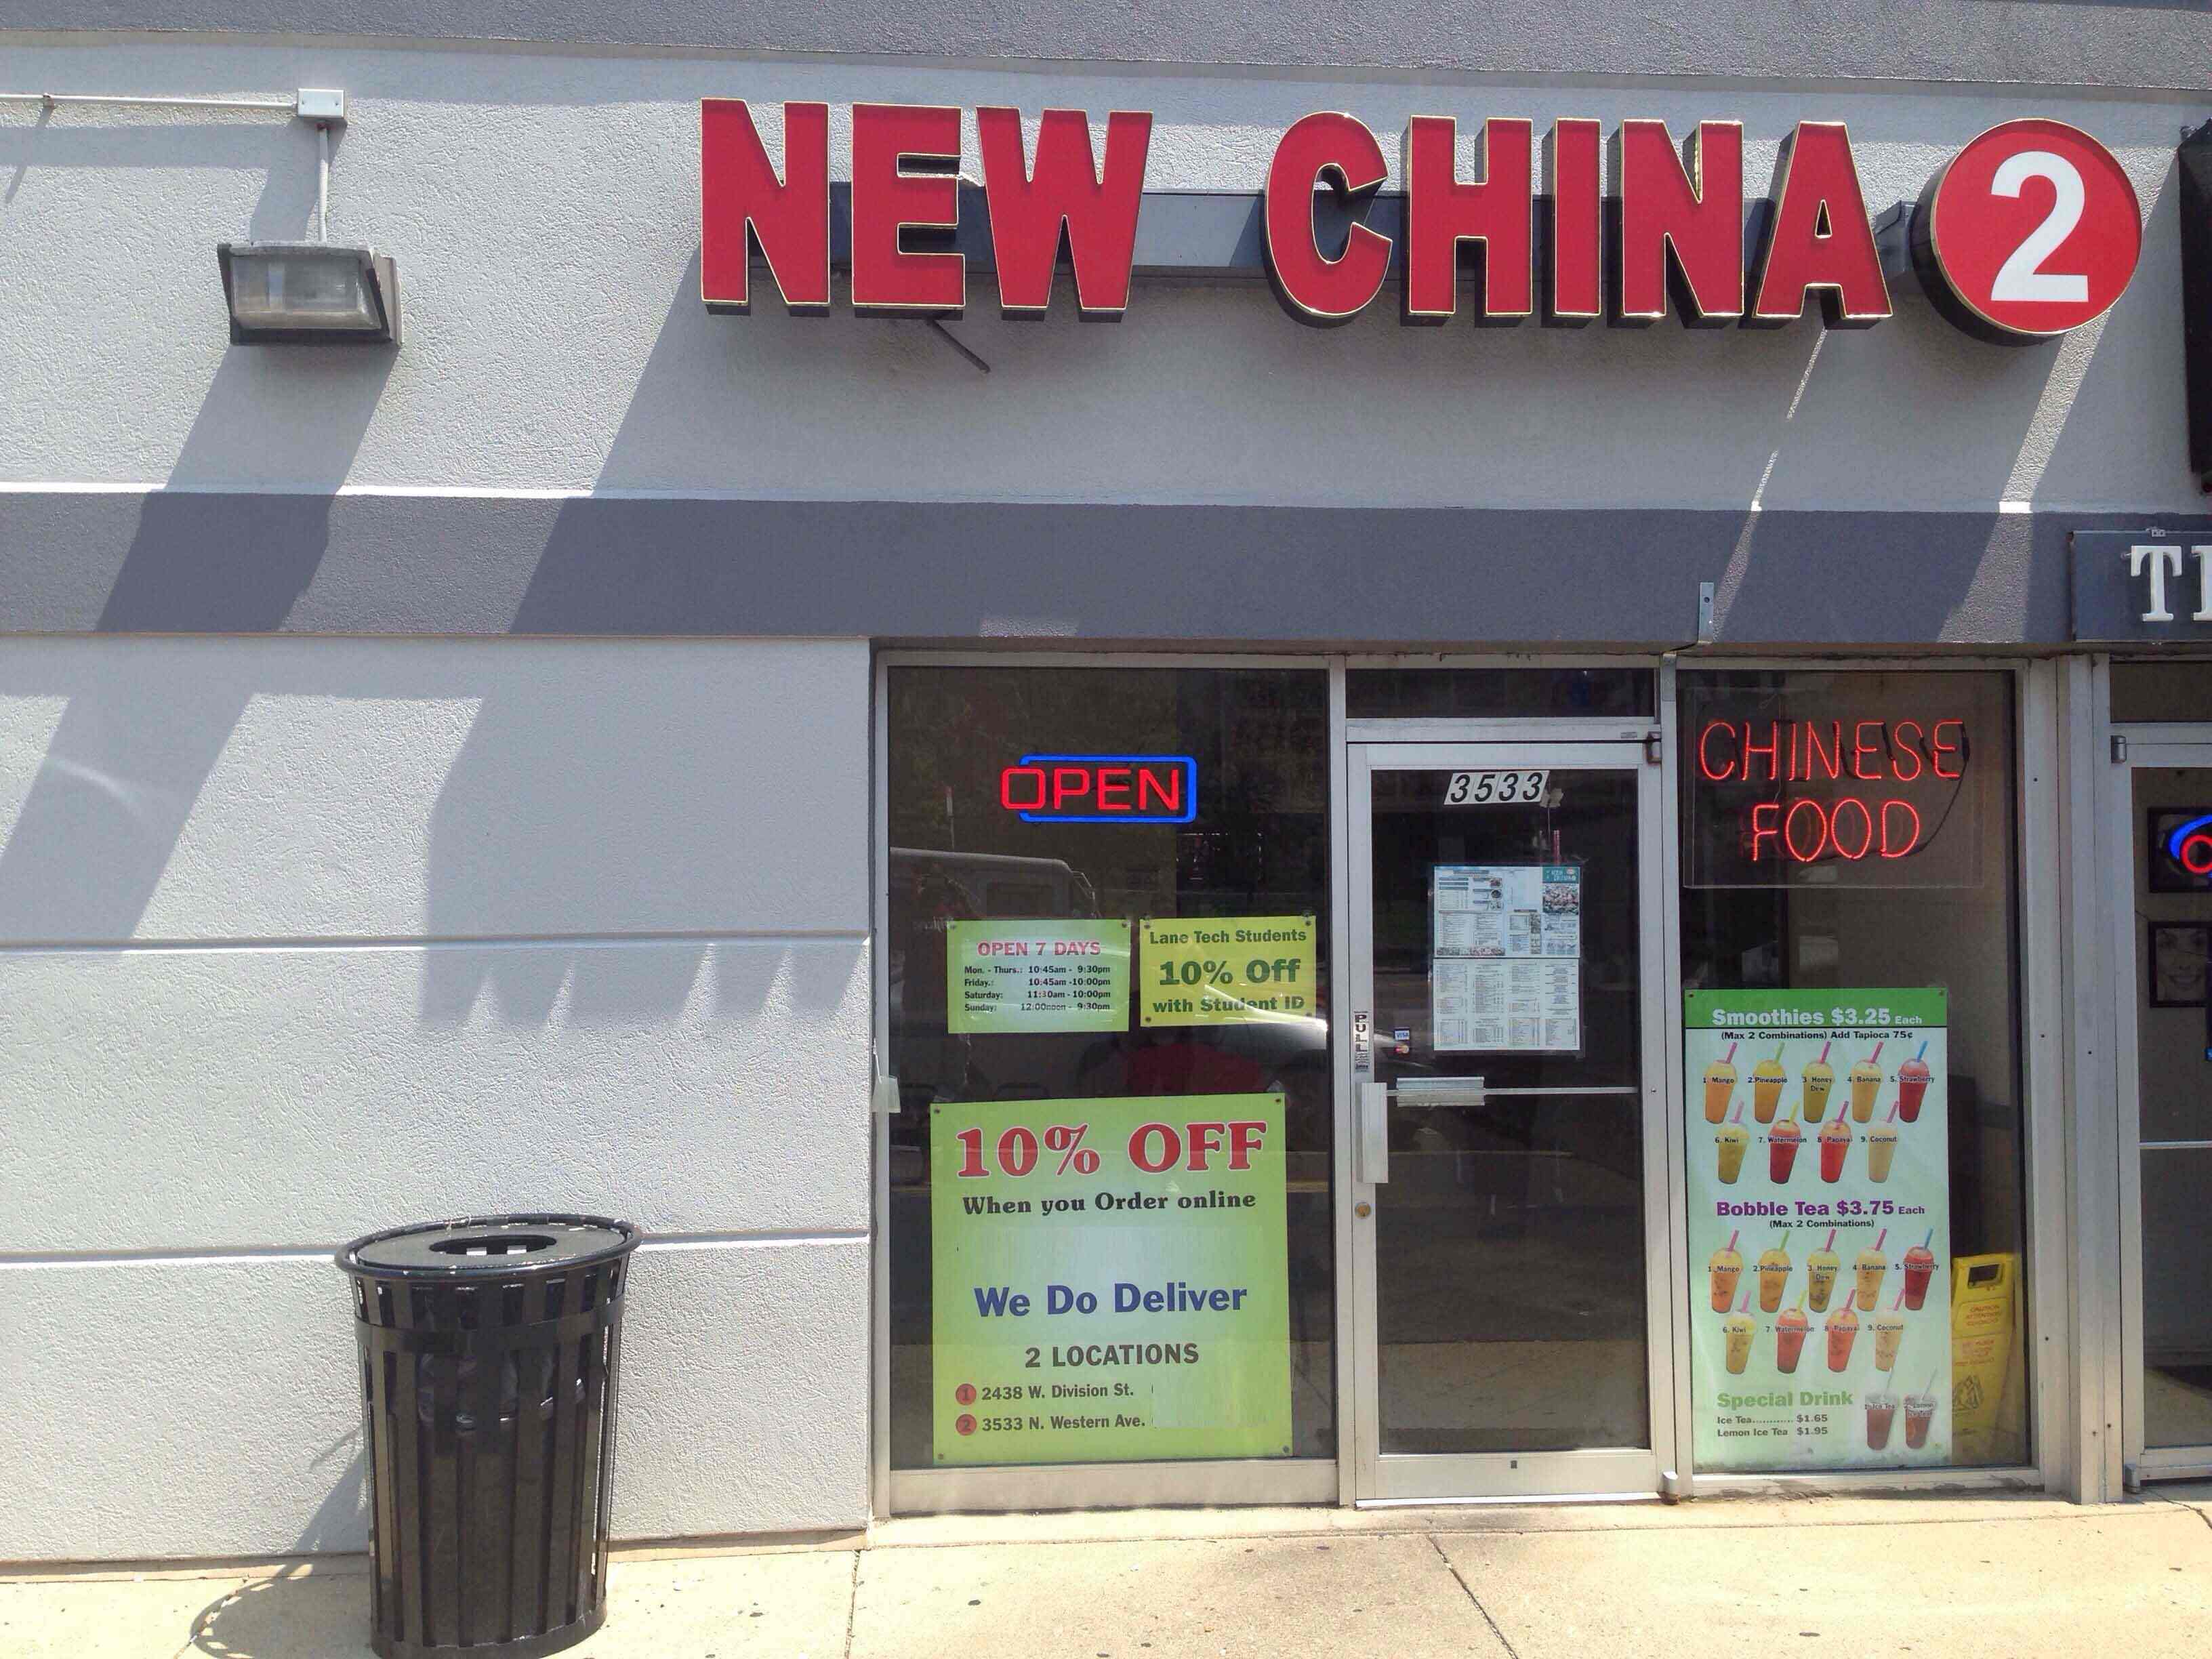 NEW CHINA 2
OPEN
3533
CHINESE
FOOD
OPEN 7 DAYS
Mon. - Thurs.: 10:45am - 9:30pm
Friday.: 10:45am -10:00pm
Saturday: 11:30am - 10:00pm
Sunday: 12:00noon - 9:30pm
Lane Tech Students
10% Off
with Student ID
PULL
10% OFF
When you Order online
We Do Deliver
2 LOCATIONS
1 2438 W. Division St.
2 3533 N. Western Ave.
Smoothies $3.25 Each
(Max 2 Combinations) Add Tapioca 75¢
1. Mango 2.Pineapple 3. Honey Dew 4. Banana 5. Strawberry
6. Kiwi 7. Watermelon 8. Papaya 9. Coconut
Bobble Tea $3.75 Each
(Max 2 Combinations)
1. Mango 2.Pineapple 3. Honey Dew 4. Banana 5. Strawberry
6. Kiwi 7. Watermelon 8. Papaya 9. Coconut
Special Drink
Ice Tea............ $1.65
Lemon Ice Tea $1.95
CAUTION